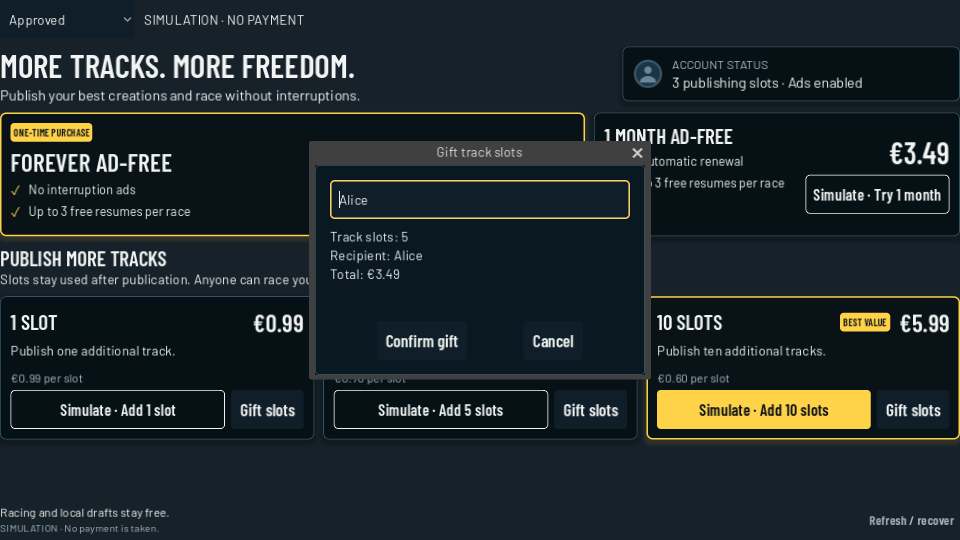 Approved
SIMULATION · NO PAYMENT
MORE TRACKS. MORE FREEDOM.
Publish your best creations and race without interruptions.
ACCOUNT STATUS
3 publishing slots · Ads enabled
ONE-TIME PURCHASE
FOREVER AD-FREE
✓ No interruption ads
✓ Up to 3 free resumes per race
1 MONTH AD-FREE
utomatic renewal
3 free resumes per race
€3.49
Simulate · Try 1 month
Gift track slots
Alice
Track slots: 5
Recipient: Alice
Total: €3.49
Confirm gift
Cancel
PUBLISH MORE TRACKS
Slots stay used after publication. Anyone can race you
1 SLOT
€0.99
Publish one additional track.
€0.99 per slot
Simulate · Add 1 slot
Gift slots
per slot
Simulate · Add 5 slots
Gift slots
10 SLOTS
BEST VALUE
€5.99
Publish ten additional tracks.
€0.60 per slot
Simulate · Add 10 slots
Gift slots
Racing and local drafts stay free.
SIMULATION · No payment is taken.
Refresh / recover